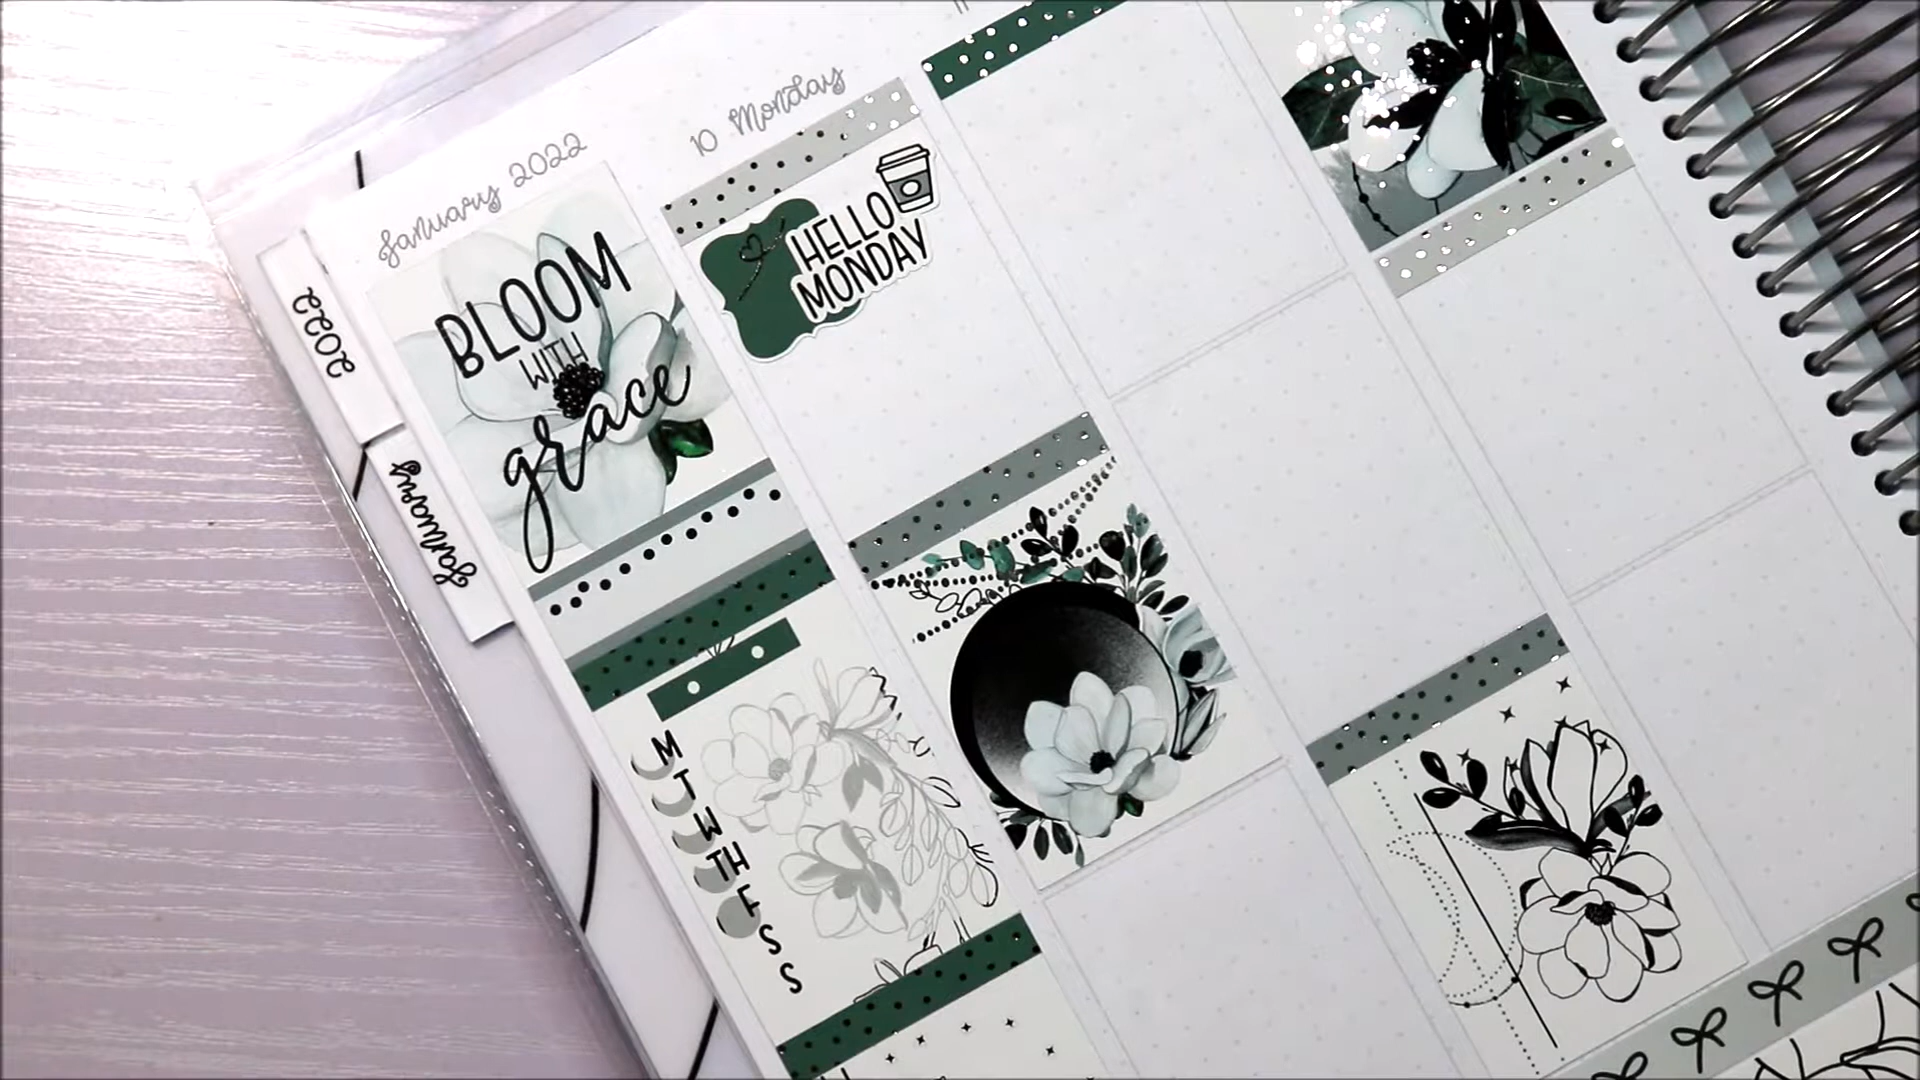 2022
January
January 2022
BLOOM
WITH
grace
M
T
W
TH
F
S
S
10 Monday
HELLO
MONDAY